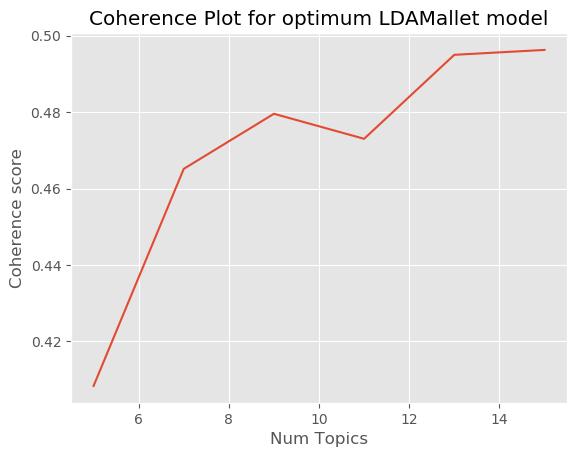 Coherence Plot for optimum LDAMallet model
0.50
0.48
0.46
0.44
0.42
Coherence score
6 8 10 12 14
Num Topics